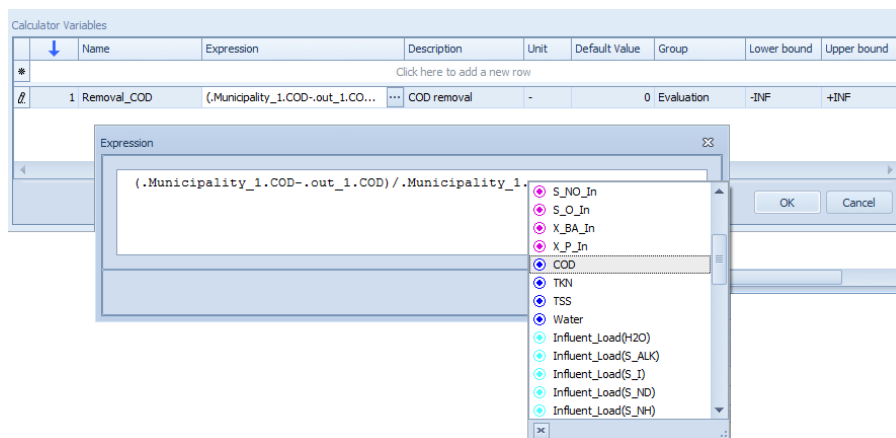 Calculator Variables
Name Expression Description Unit Default Value Group Lower bound Upper bound
Click here to add a new row
1 Removal_COD (.Municipality_1.COD-.out_1.CO... ... COD removal - 0 Evaluation -INF +INF
Expression
(.Municipality_1.COD-.out_1.COD)/.Municipality_1.
S_NO_In
S_O_In
X_BA_In
X_P_In
COD
TKN
TSS
Water
Influent_Load(H2O)
Influent_Load(S_ALK)
Influent_Load(S_I)
Influent_Load(S_ND)
Influent_Load(S_NH)
OK Cancel